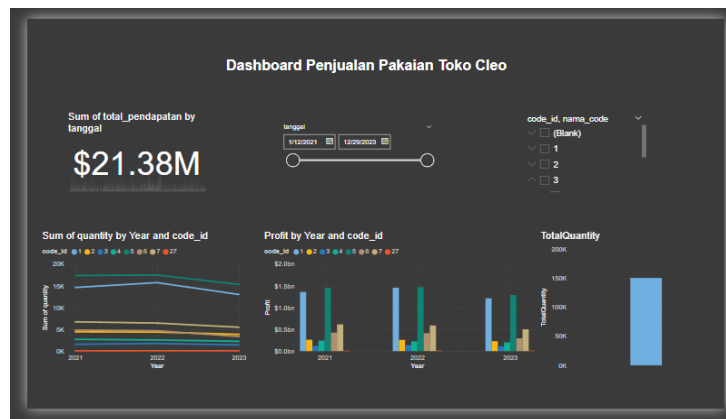 Dashboard Penjualan Pakaian Toko Cleo
Sum of total_pendapatan by
tanggal
$21.38M
tanggal
1/12/2021
12/29/2023
code_id, nama_code
(Blank)
1
2
3
Sum of quantity by Year and code_id
code_id 1 2 3 4 5 6 7 27
20K
15K
10K
5K
0K
Sum of quantity
2021 2022 2023
Year
Profit by Year and code_id
code_id 1 2 3 4 5 6 7 27
$2.0bn
$1.5bn
$1.0bn
$0.5bn
$0.0bn
Profit
2021 2022 2023
Year
TotalQuantity
200K
150K
100K
50K
0K
TotalQuantity